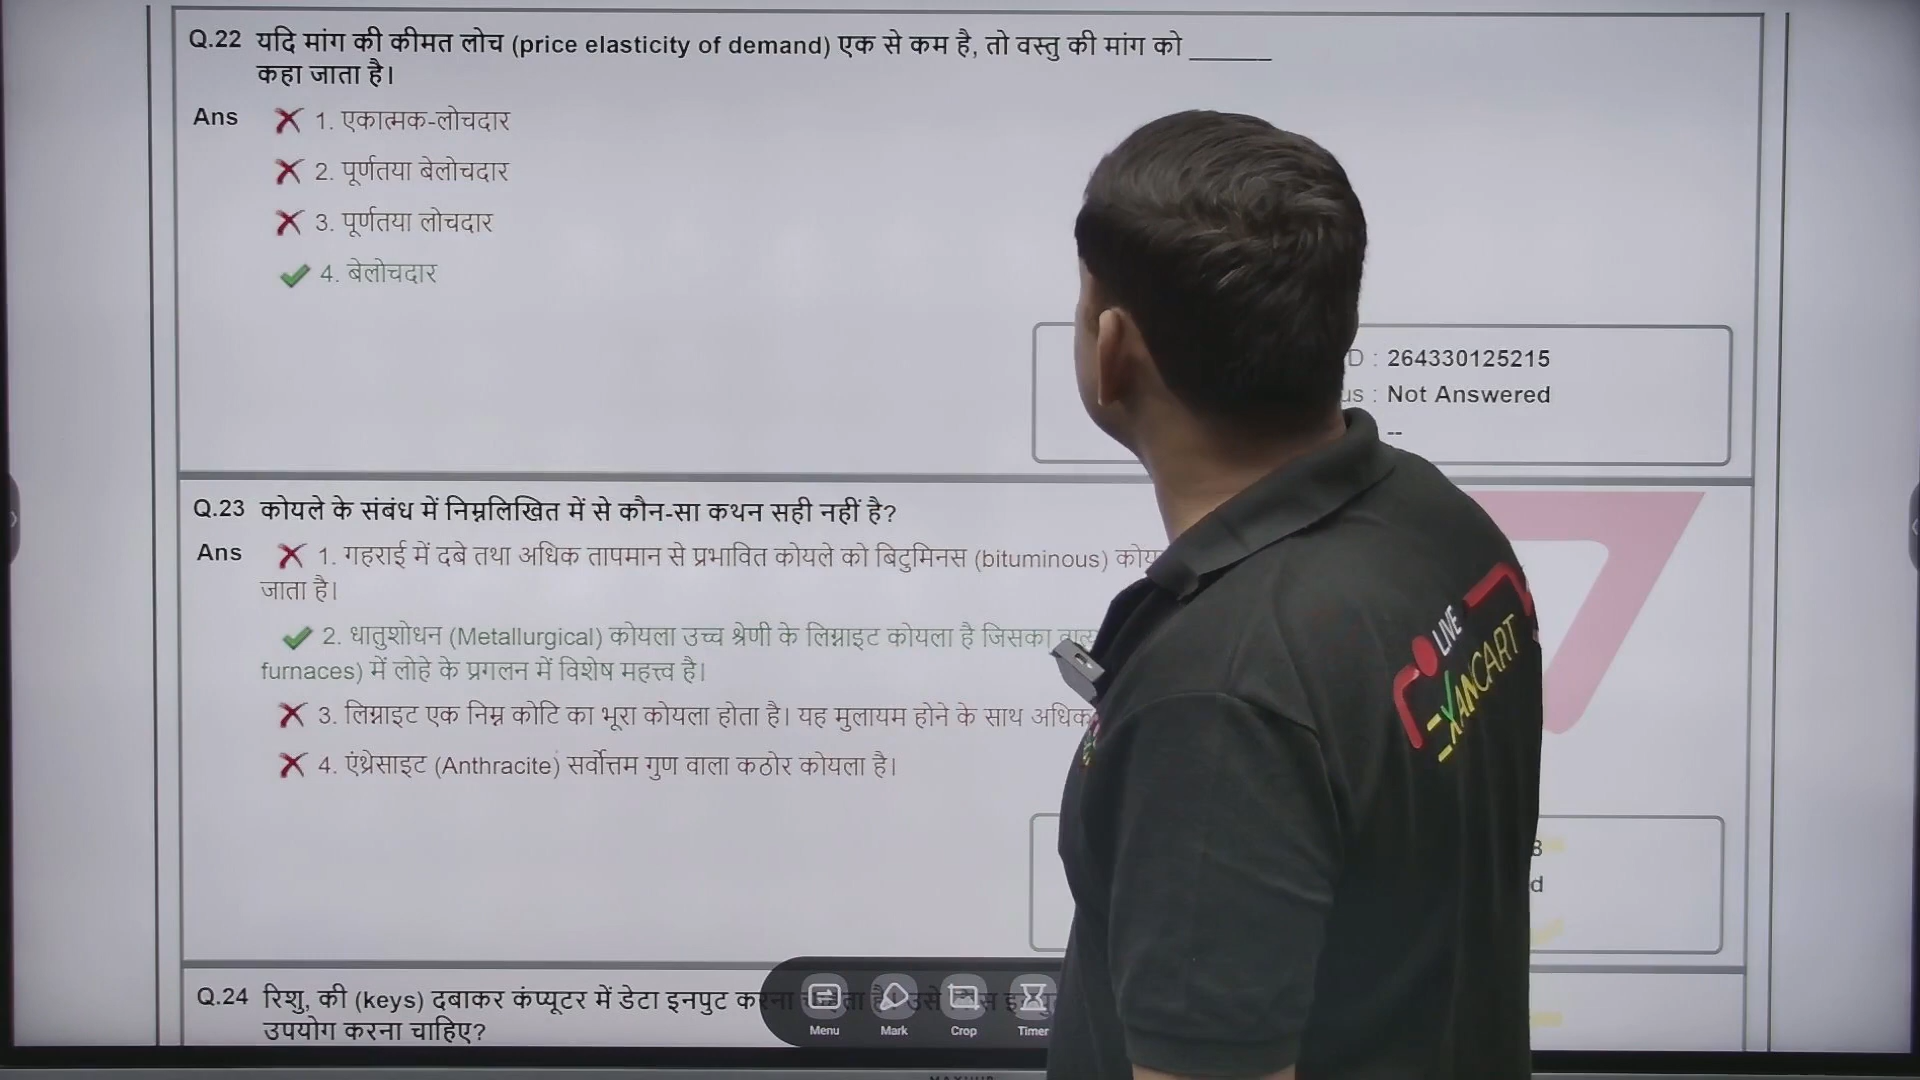 Q.22 यदि मांग की कीमत लोच (price elasticity of demand) एक से कम है, तो वस्तु की मांग को ______
कहा जाता है।
Ans 1. एकात्मक-लोचदार
2. पूर्णतया बेलोचदार
3. पूर्णतया लोचदार
4. बेलोचदार
D : 264330125215
us : Not Answered
--
Q.23 कोयले के संबंध में निम्नलिखित में से कौन-सा कथन सही नहीं है?
Ans 1. गहराई में दबे तथा अधिक तापमान से प्रभावित कोयले को बिटुमिनस (bituminous)
जाता है।
2. धातुशोधन (Metallurgical) कोयला उच्च श्रेणी के लिग्नाइट कोयला है जिसका
furnaces) में लोहे के प्रगलन में विशेष महत्त्व है।
3. लिग्नाइट एक निम्न कोटि का भूरा कोयला होता है। यह मुलायम होने के साथ अधिक
4. एंथ्रेसाइट (Anthracite) सर्वोत्तम गुण वाला कठोर कोयला है।
LIVE
EXAMCART
Q.24 रिशु, की (keys) दबाकर कंप्यूटर में डेटा इनपुट
उपयोग करना चाहिए?
Menu Mark Crop Timer